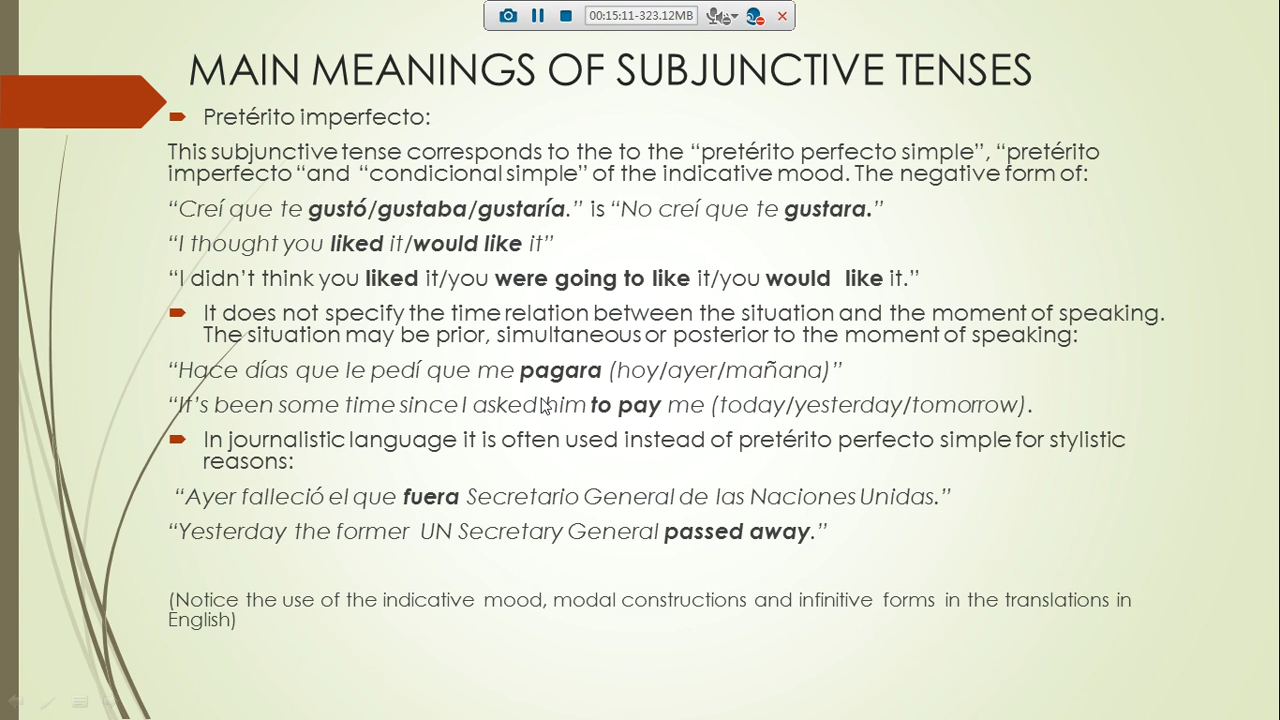 00:15:11-323.12MB
MAIN MEANINGS OF SUBJUNCTIVE TENSES
Pretérito imperfecto:
This subjunctive tense corresponds to the to the “pretérito perfecto simple”, “pretérito
imperfecto “and “condicional simple” of the indicative mood. The negative form of:
“Creí que te gustó/gustaba/gustaría.” is “No creí que te gustara.”
“I thought you liked it/would like it”
“I didn’t think you liked it/you were going to like it/you would like it.”
It does not specify the time relation between the situation and the moment of speaking.
The situation may be prior, simultaneous or posterior to the moment of speaking:
“Hace días que le pedí que me pagara (hoy/ayer/mañana)”
“It’s been some time since I asked him to pay me (today/yesterday/tomorrow).
In journalistic language it is often used instead of pretérito perfecto simple for stylistic
reasons:
“Ayer falleció el que fuera Secretario General de las Naciones Unidas.”
“Yesterday the former UN Secretary General passed away.”
(Notice the use of the indicative mood, modal constructions and infinitive forms in the translations in
English)